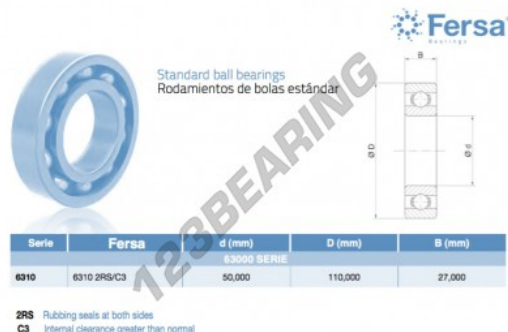 Fersa
Bearings
Standard ball bearings
Rodamientos de bolas estándar
B
Ø D
Ø d
123BEARING
Serie Fersa d (mm) D (mm) B (mm)
63000 SERIE
6310 6310 2RS/C3 50,000 110,000 27,000
2RS Rubbing seals at both sides
C3 Internal clearance greater than normal